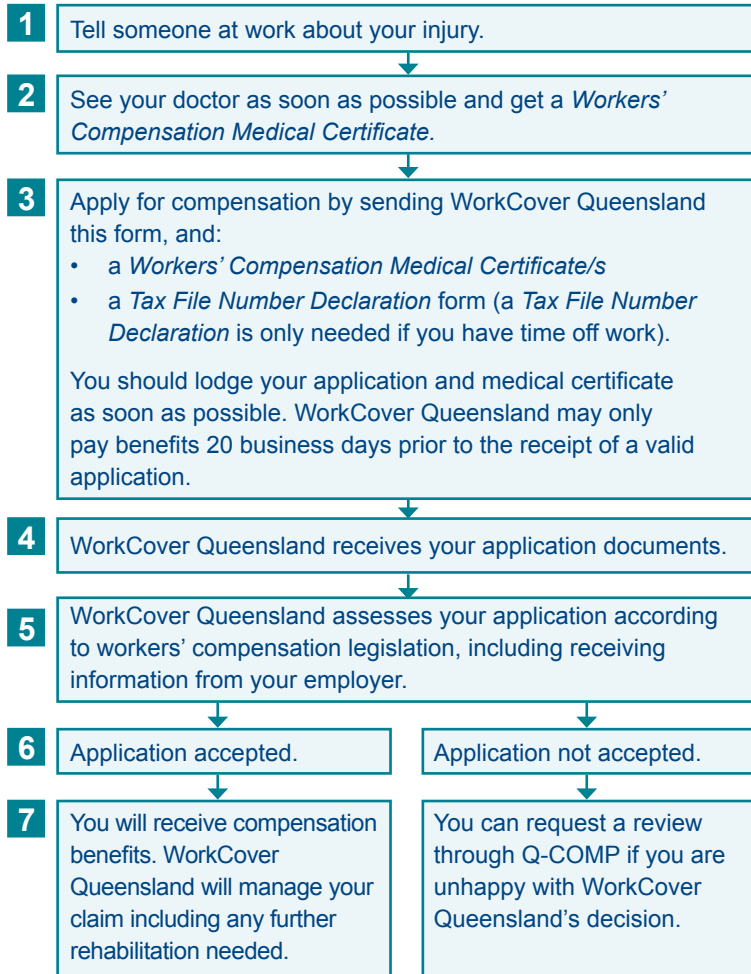 1
Tell someone at work about your injury.
2
See your doctor as soon as possible and get a Workers'
Compensation Medical Certificate.
3
Apply for compensation by sending WorkCover Queensland
this form, and:
• a Workers' Compensation Medical Certificate/s
• a Tax File Number Declaration form (a Tax File Number
Declaration is only needed if you have time off work).
You should lodge your application and medical certificate
as soon as possible. WorkCover Queensland may only
pay benefits 20 business days prior to the receipt of a valid
application.
4
WorkCover Queensland receives your application documents.
5
WorkCover Queensland assesses your application according
to workers' compensation legislation, including receiving
information from your employer.
6
Application accepted.
Application not accepted.
7
You will receive compensation
benefits. WorkCover
Queensland will manage your
claim including any further
rehabilitation needed.
You can request a review
through Q-COMP if you are
unhappy with WorkCover
Queensland's decision.